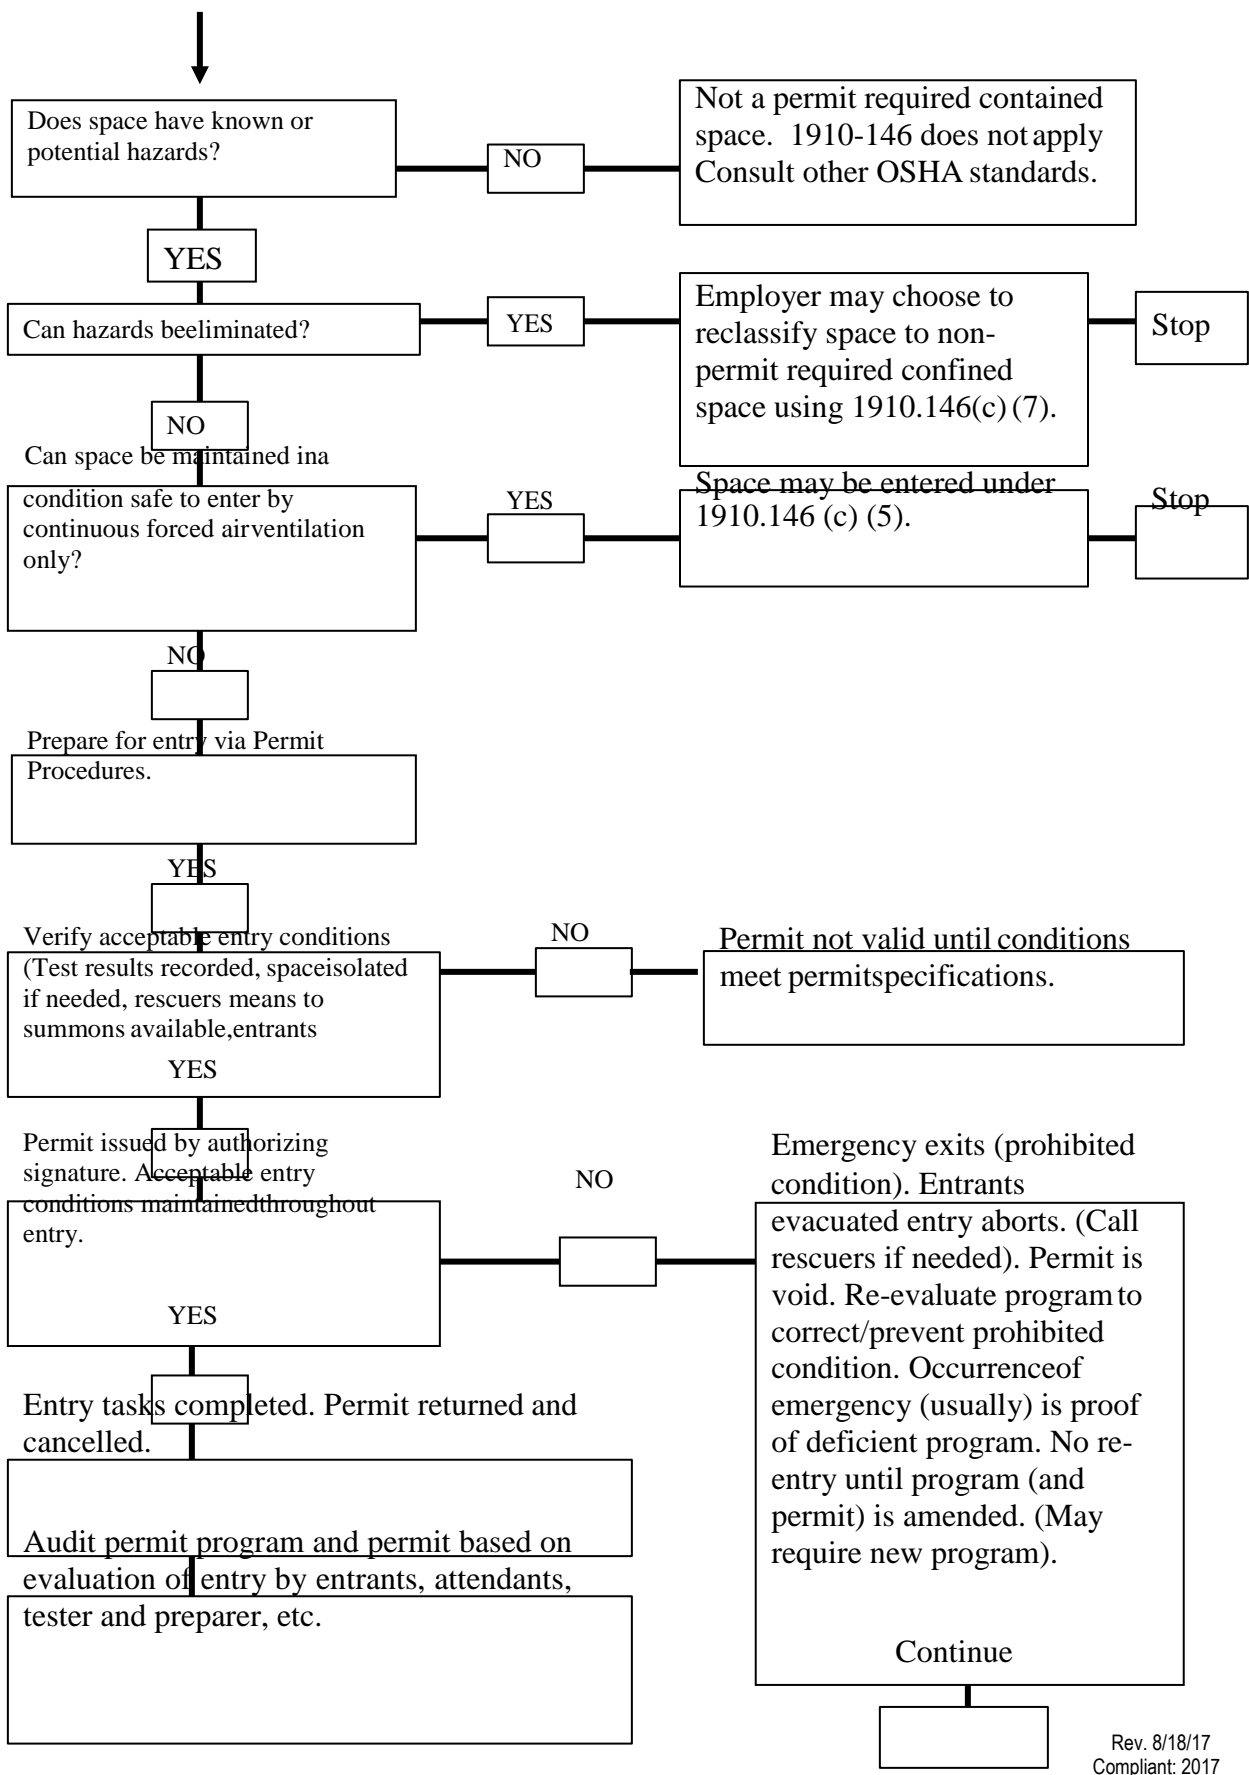 Does space have known or
potential hazards?
NO
Not a permit required contained
space. 1910-146 does not apply
Consult other OSHA standards.
YES
Can hazards beeliminated?
YES
Employer may choose to
reclassify space to non-
permit required confined
space using 1910.146(c) (7).
Stop
NO
Can space be maintained ina
condition safe to enter by
continuous forced airventilation
only?
YES
Space may be entered under
1910.146 (c) (5).
Stop
NO
Prepare for entry via Permit
Procedures.
YES
Verify acceptable entry conditions
(Test results recorded, spaceisolated
if needed, rescuers means to
summons available,entrants
NO
Permit not valid until conditions
meet permitspecifications.
YES
Permit issued by authorizing
signature. Acceptable entry
conditions maintainedthroughout
entry.
NO
Emergency exits (prohibited
condition). Entrants
evacuated entry aborts. (Call
rescuers if needed). Permit is
void. Re-evaluate program to
correct/prevent prohibited
condition. Occurrenceof
emergency (usually) is proof
of deficient program. No re-
entry until program (and
permit) is amended. (May
require new program).
YES
Entry tasks completed. Permit returned and
cancelled.
Audit permit program and permit based on
evaluation of entry by entrants, attendants,
tester and preparer, etc.
Continue
Rev. 8/18/17
Compliant: 2017